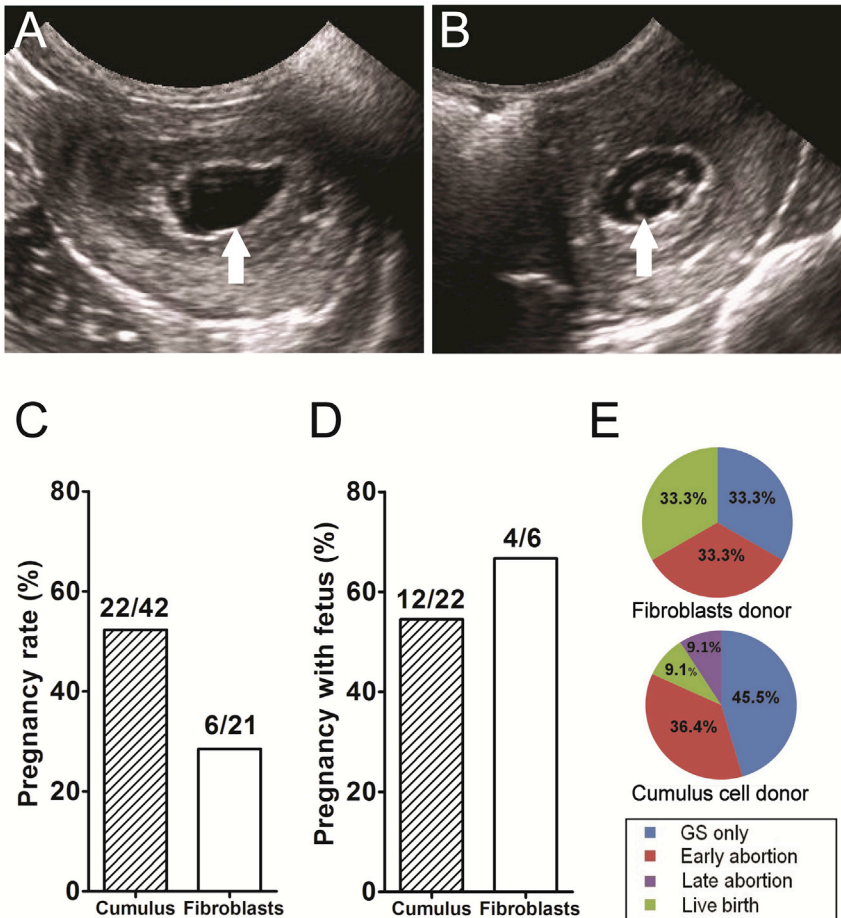 A
B
C
D
E
Pregnancy rate (%)
80
60
40
20
0
22/42
6/21
Cumulus
Fibroblasts
Pregnancy with fetus (%)
80
60
40
20
0
12/22
4/6
Cumulus
Fibroblasts
33.3%
33.3%
33.3%
Fibroblasts donor
9.1%
9.1%
45.5%
36.4%
Cumulus cell donor
GS only
Early abortion
Late abortion
Live birth